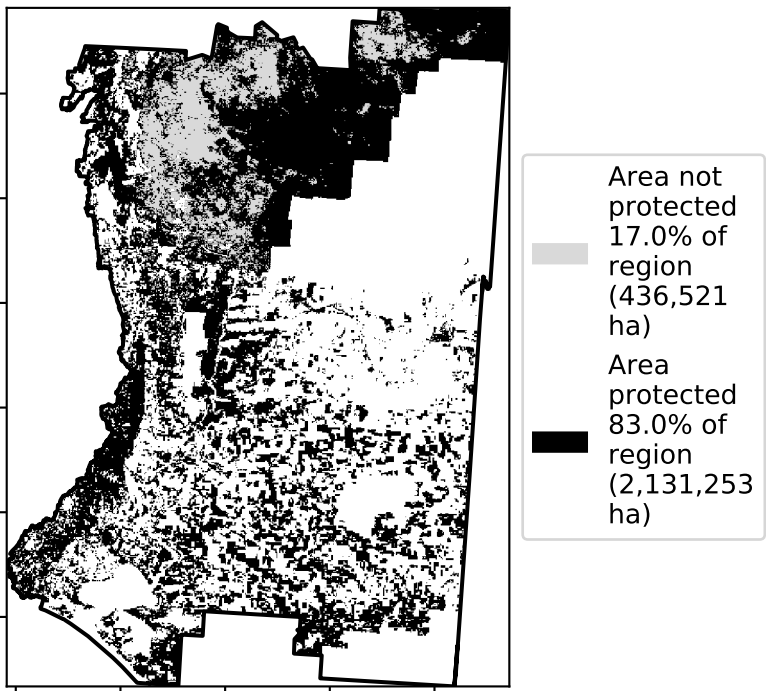 Area not
protected
17.0% of
region
(436,521
ha)
Area
protected
83.0% of
region
(2,131,253
ha)